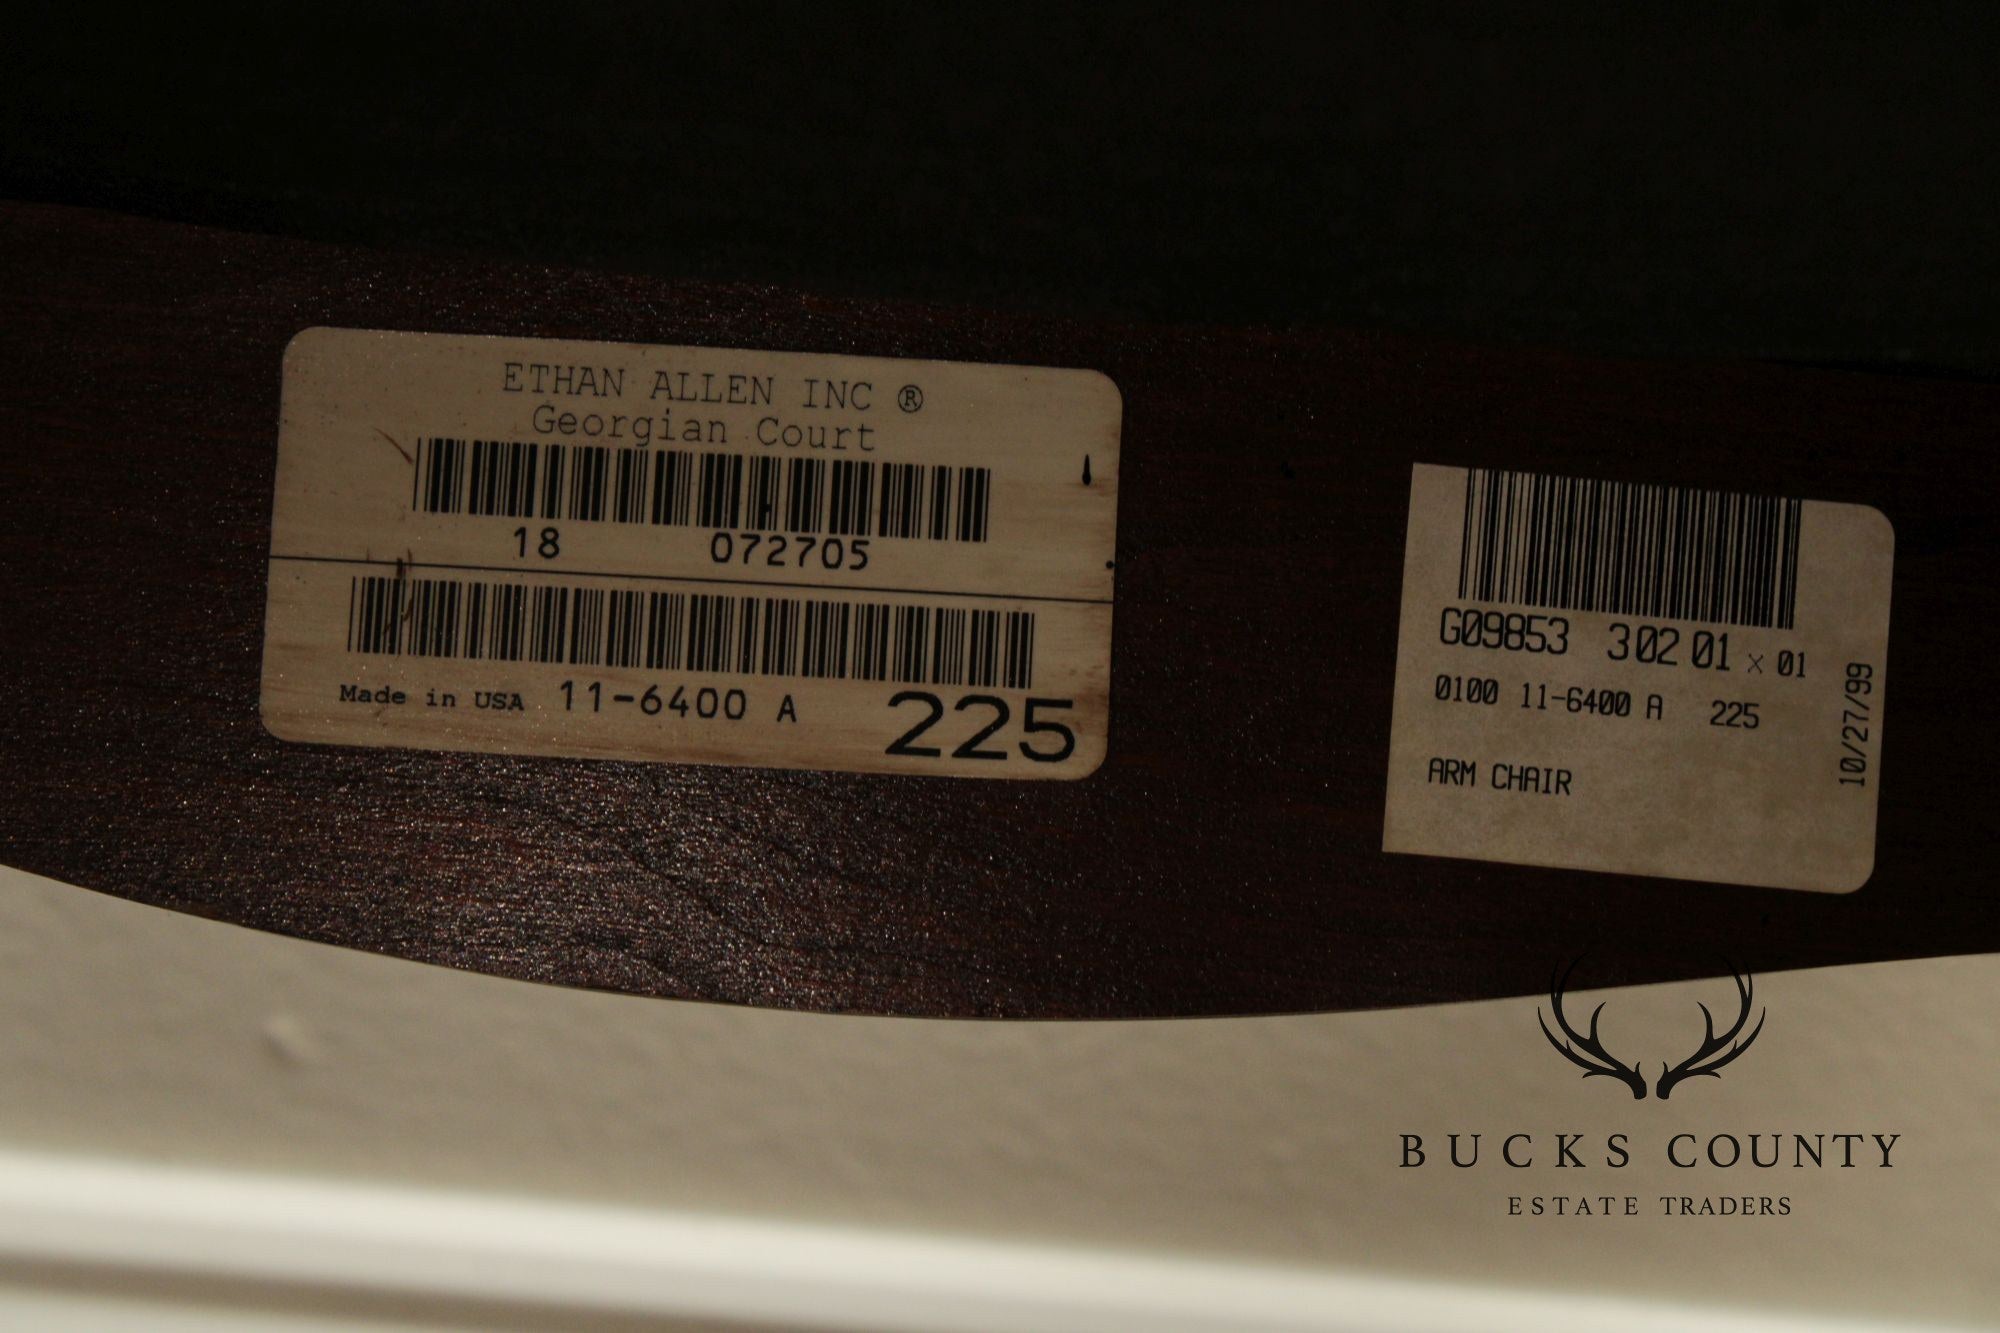 ETHAN ALLEN INC ®
Georgian Court
18 072705
Made in USA 11-6400 A 225
G09853 302 01 x 01
0100 11-6400 A 225
ARM CHAIR
10/27/99
BUCKS COUNTY
ESTATE TRADERS